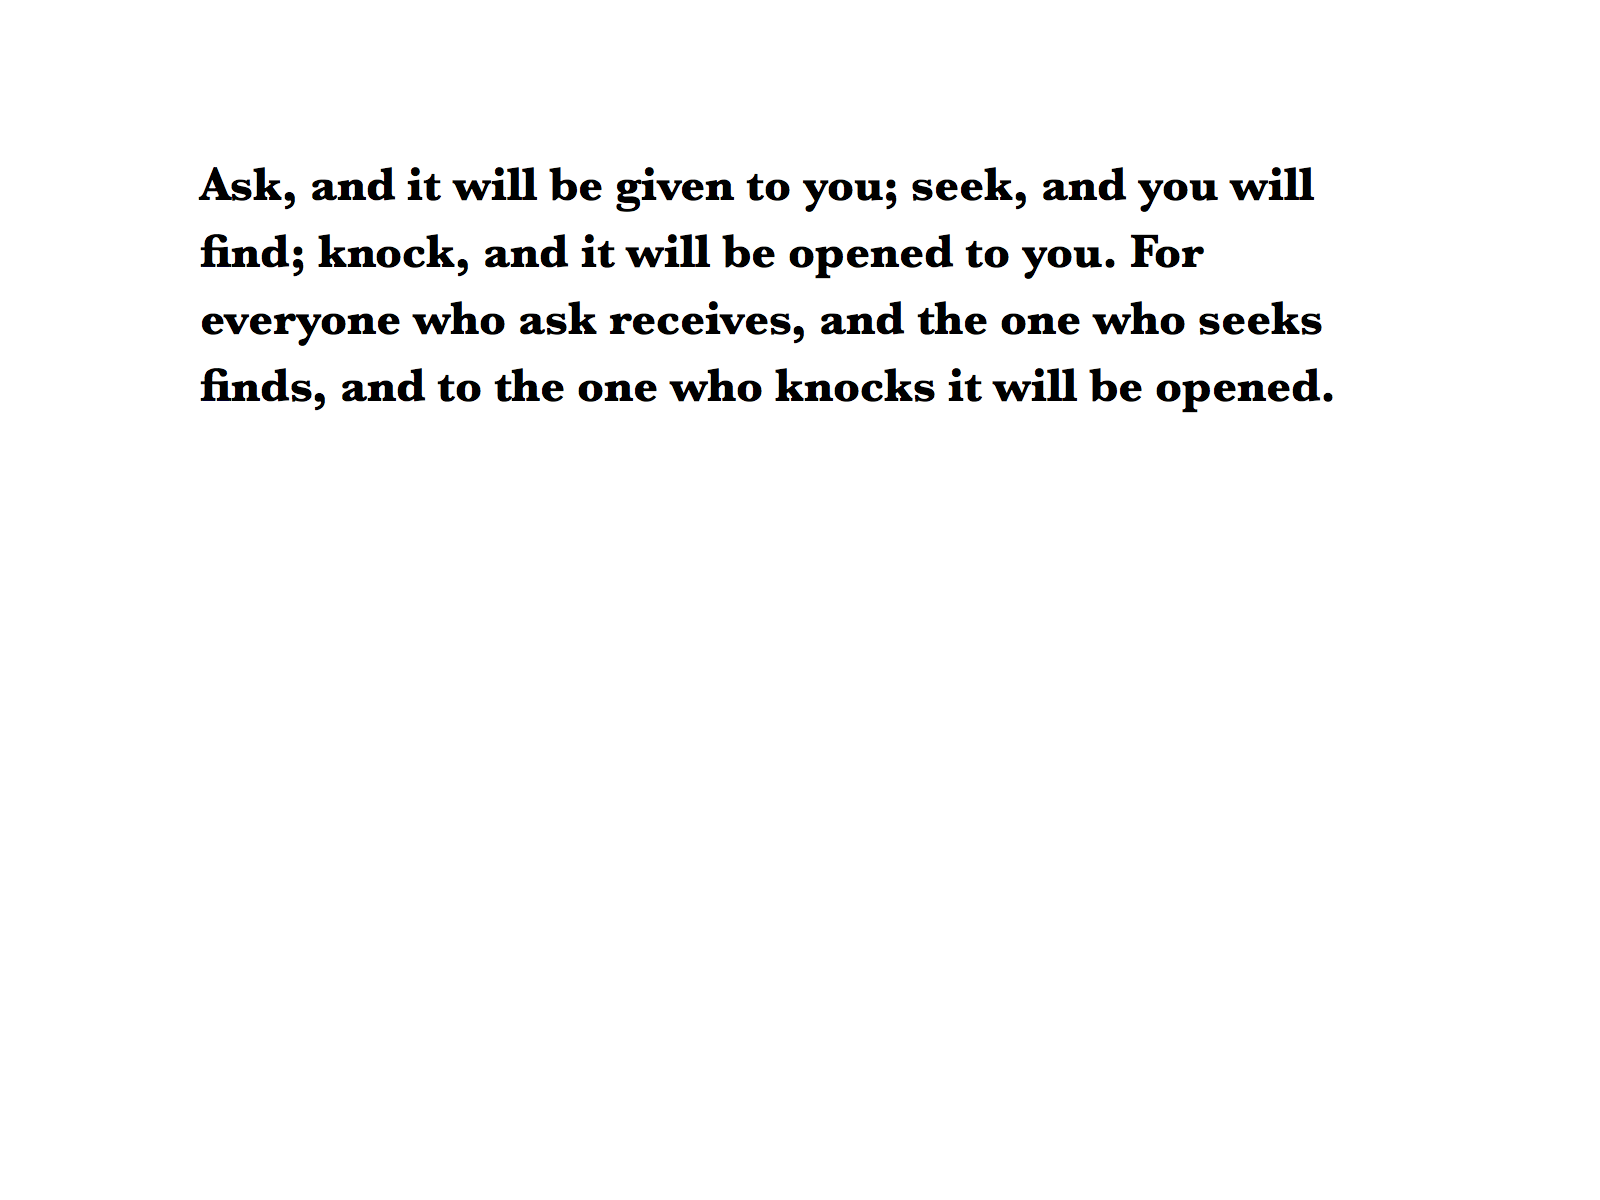 Ask, and it will be given to you; seek, and you will
find; knock, and it will be opened to you. For
everyone who ask receives, and the one who seeks
finds, and to the one who knocks it will be opened.